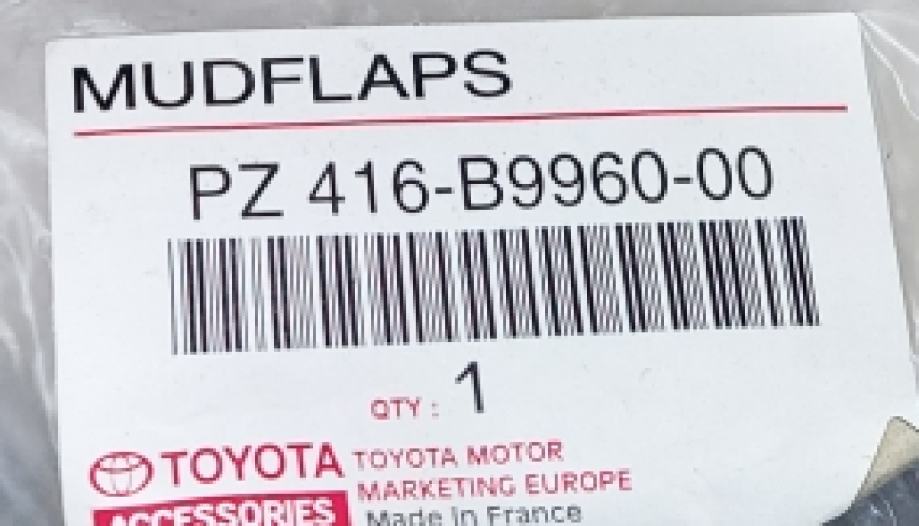 MUDFLAPS
PZ 416-B9960-00
QTY : 1
TOYOTA TOYOTA MOTOR
MARKETING EUROPE
ACCESSORIES Made in France